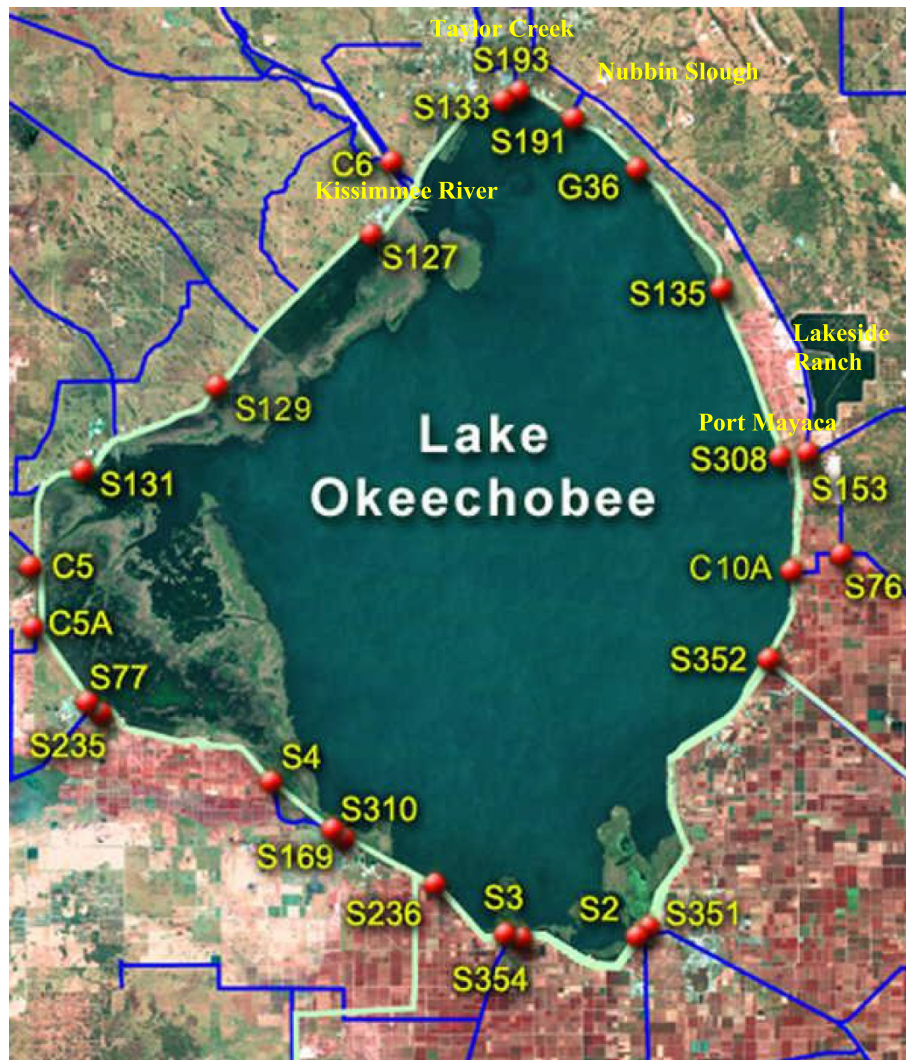 Taylor Creek
S193
Nubbin Slough
S133
S191
C6
G36
Kissimmee River
S127
S135
Lakeside
Ranch
S129
Port Mayaca
Lake
Okeechobee
S308
S131
S153
C5
C10A
S76
C5A
S352
S77
S235
S4
S310
S169
S236
S3
S2
S351
S354